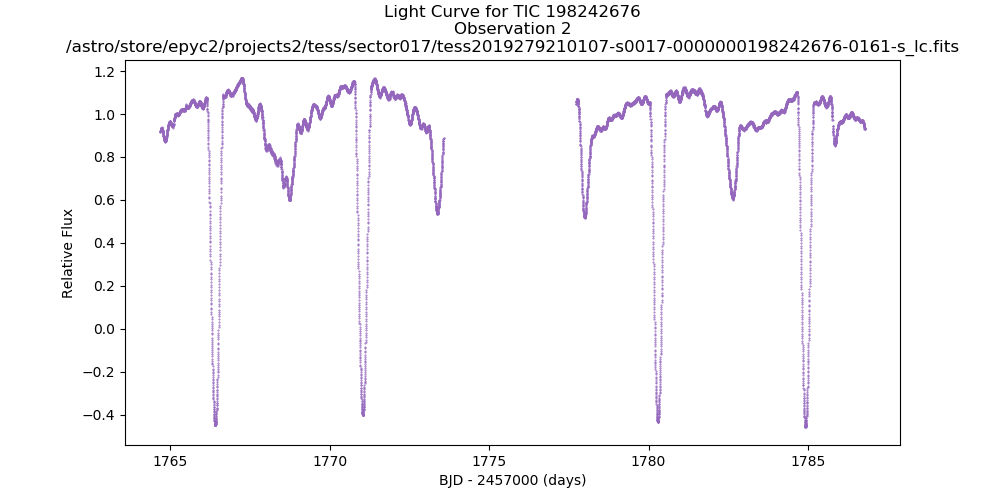 Light Curve for TIC 198242676
Observation 2
/astro/store/epyc2/projects2/tess/sector017/tess2019279210107-s0017-0000000198242676-0161-s_lc.fits
1.2
1.0
0.8
0.6
0.4
0.2
0.0
−0.2
−0.4
Relative Flux
1765
1770
1775
1780
1785
BJD - 2457000 (days)